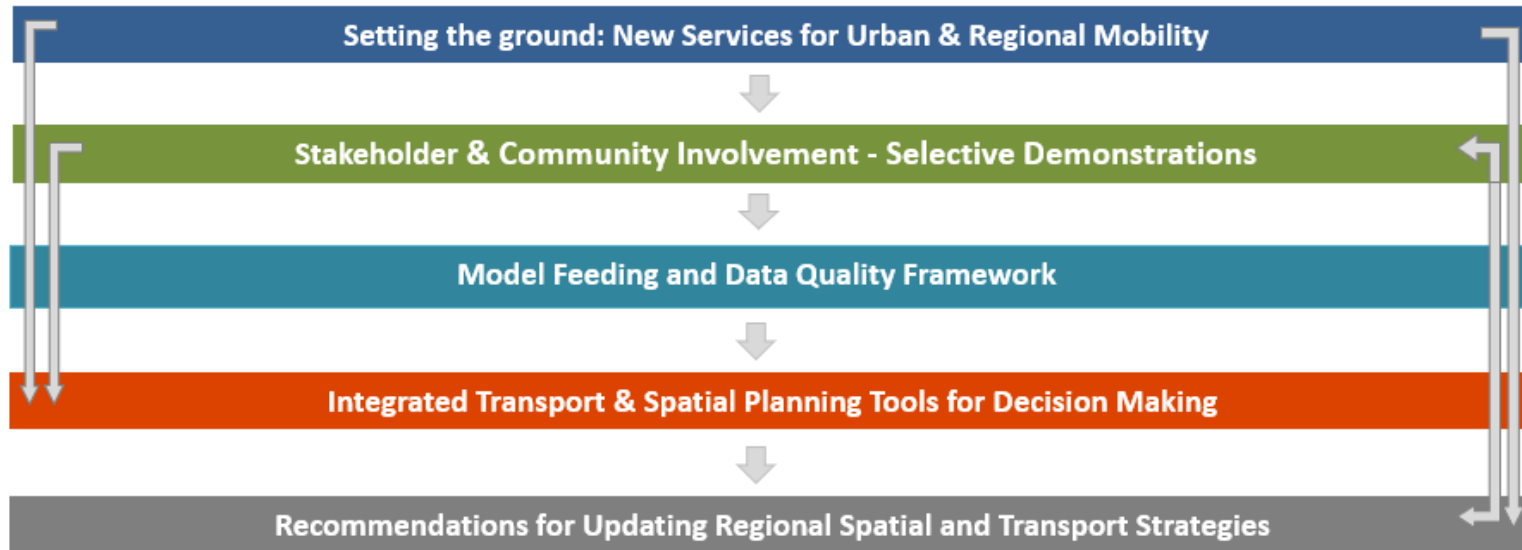 Setting the ground: New Services for Urban & Regional Mobility
Stakeholder & Community Involvement - Selective Demonstrations
Model Feeding and Data Quality Framework
Integrated Transport & Spatial Planning Tools for Decision Making
Recommendations for Updating Regional Spatial and Transport Strategies